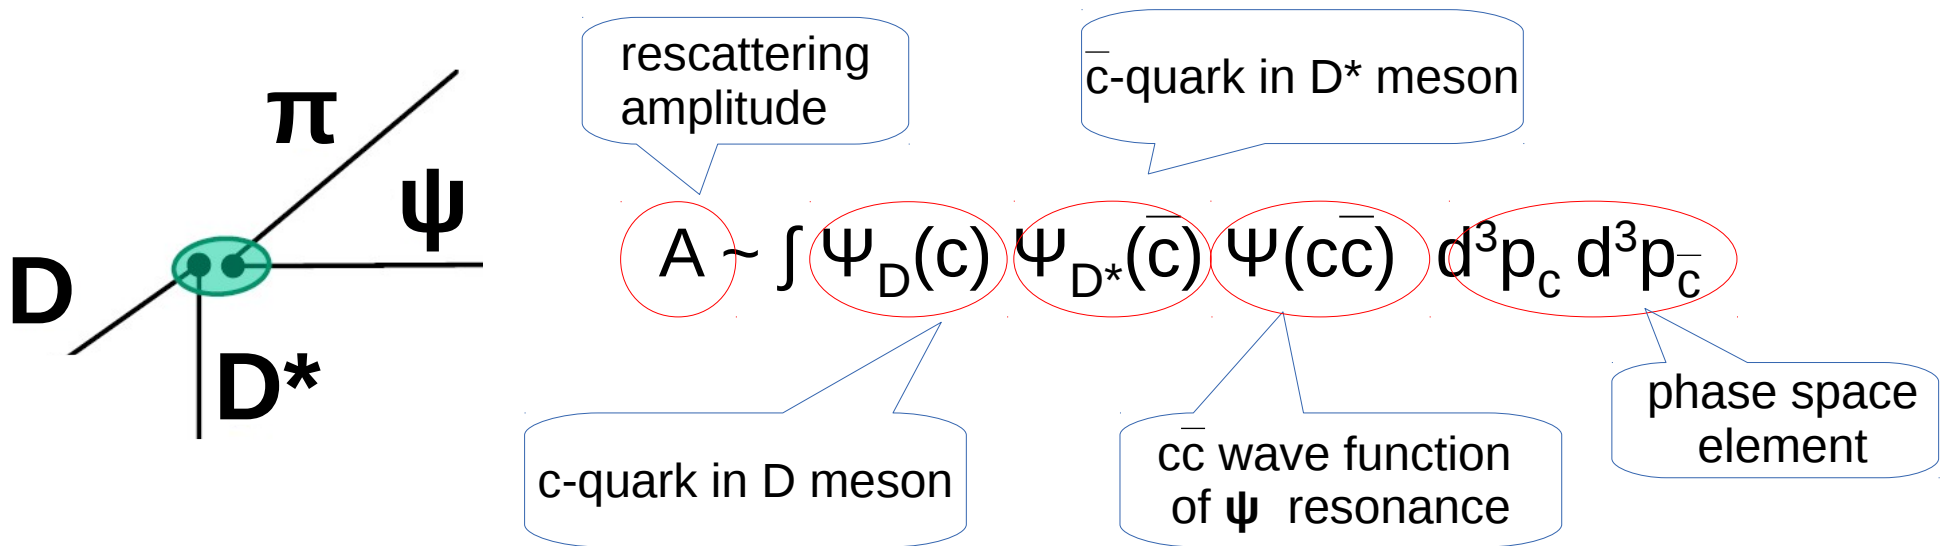 π
ψ
D
D*
rescattering
amplitude
c̅-quark in D* meson
A ~ ∫ Ψ_D(c) Ψ_D*(c̅) Ψ(cc̅) d³p_c d³p_c̅
c-quark in D meson
cc̅ wave function
of ψ resonance
phase space
element